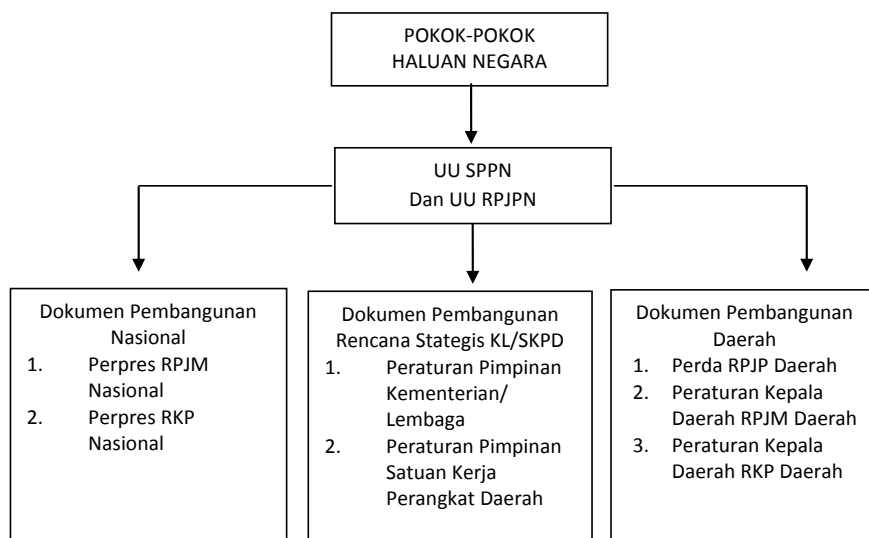 POKOK-POKOK
HALUAN NEGARA
UU SPPN
Dan UU RPJPN
Dokumen Pembangunan
Nasional
1. Perpres RPJM
Nasional
2. Perpres RKP
Nasional
Dokumen Pembangunan
Rencana Stategis KL/SKPD
1. Peraturan Pimpinan
Kementerian/
Lembaga
2. Peraturan Pimpinan
Satuan Kerja
Perangkat Daerah
Dokumen Pembangunan
Daerah
1. Perda RPJP Daerah
2. Peraturan Kepala
Daerah RPJM Daerah
3. Peraturan Kepala
Daerah RKP Daerah